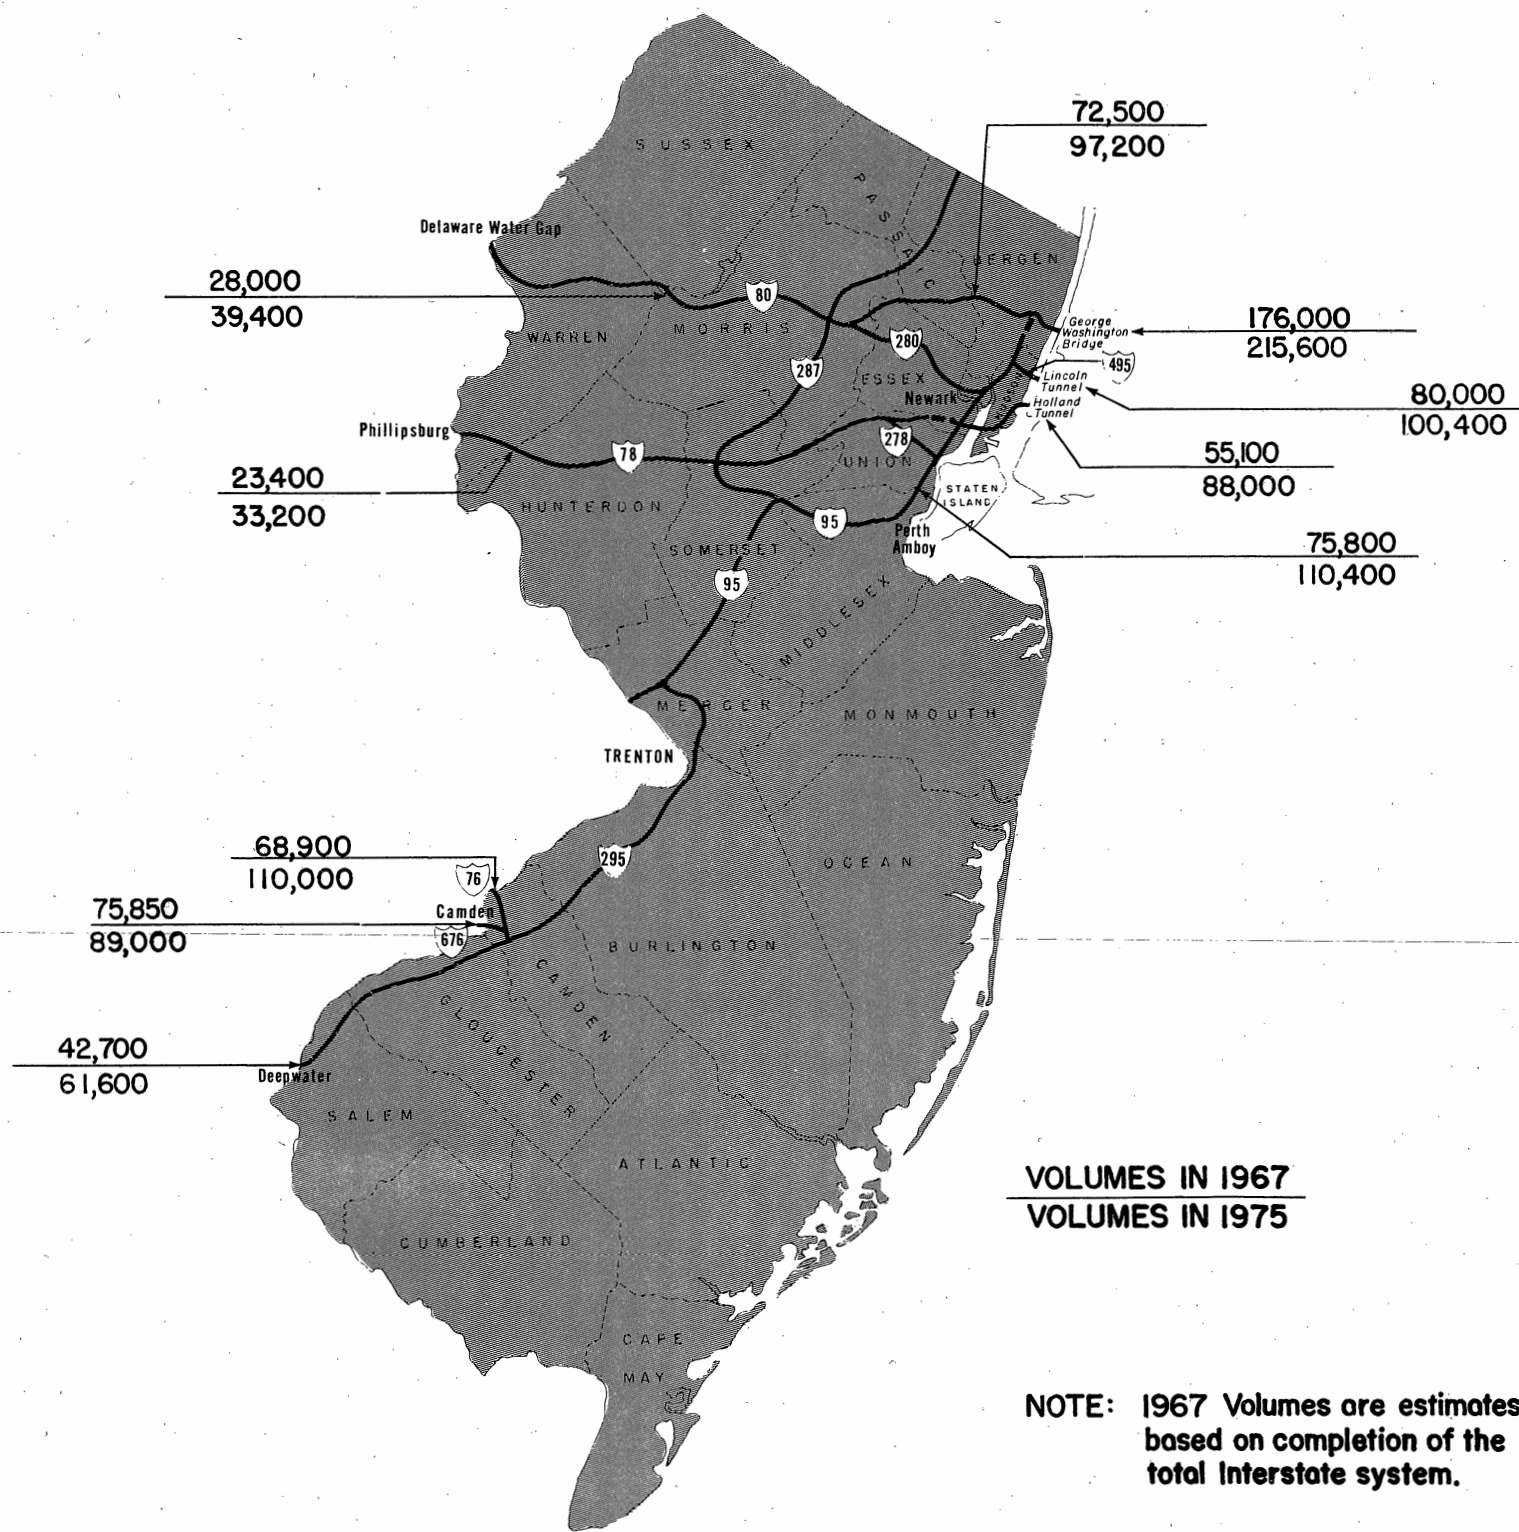 72,500
97,200
SUSSEX
PASSAIC
Delaware Water Gap
BERGEN
28,000
39,400
80
WARREN
MORRIS
George
Washington
Bridge
176,000
215,600
280
287
495
ESSEX
HUDSON
Lincoln
Tunnel
80,000
100,400
Newark
Holland
Tunnel
Phillipsburg
278
78
UNION
55,100
88,000
23,400
33,200
STATEN
ISLAND
HUNTERDON
95
Perth
Amboy
SOMERSET
75,800
110,400
95
MIDDLESEX
MERCER
MONMOUTH
TRENTON
68,900
110,000
295
OCEAN
76
75,850
89,000
Camden
676
BURLINGTON
CAMDEN
GLOUCESTER
42,700
61,600
Deepwater
SALEM
ATLANTIC
VOLUMES IN 1967
VOLUMES IN 1975
CUMBERLAND
CAPE
MAY
NOTE: 1967 Volumes are estimates
based on completion of the
total Interstate system.